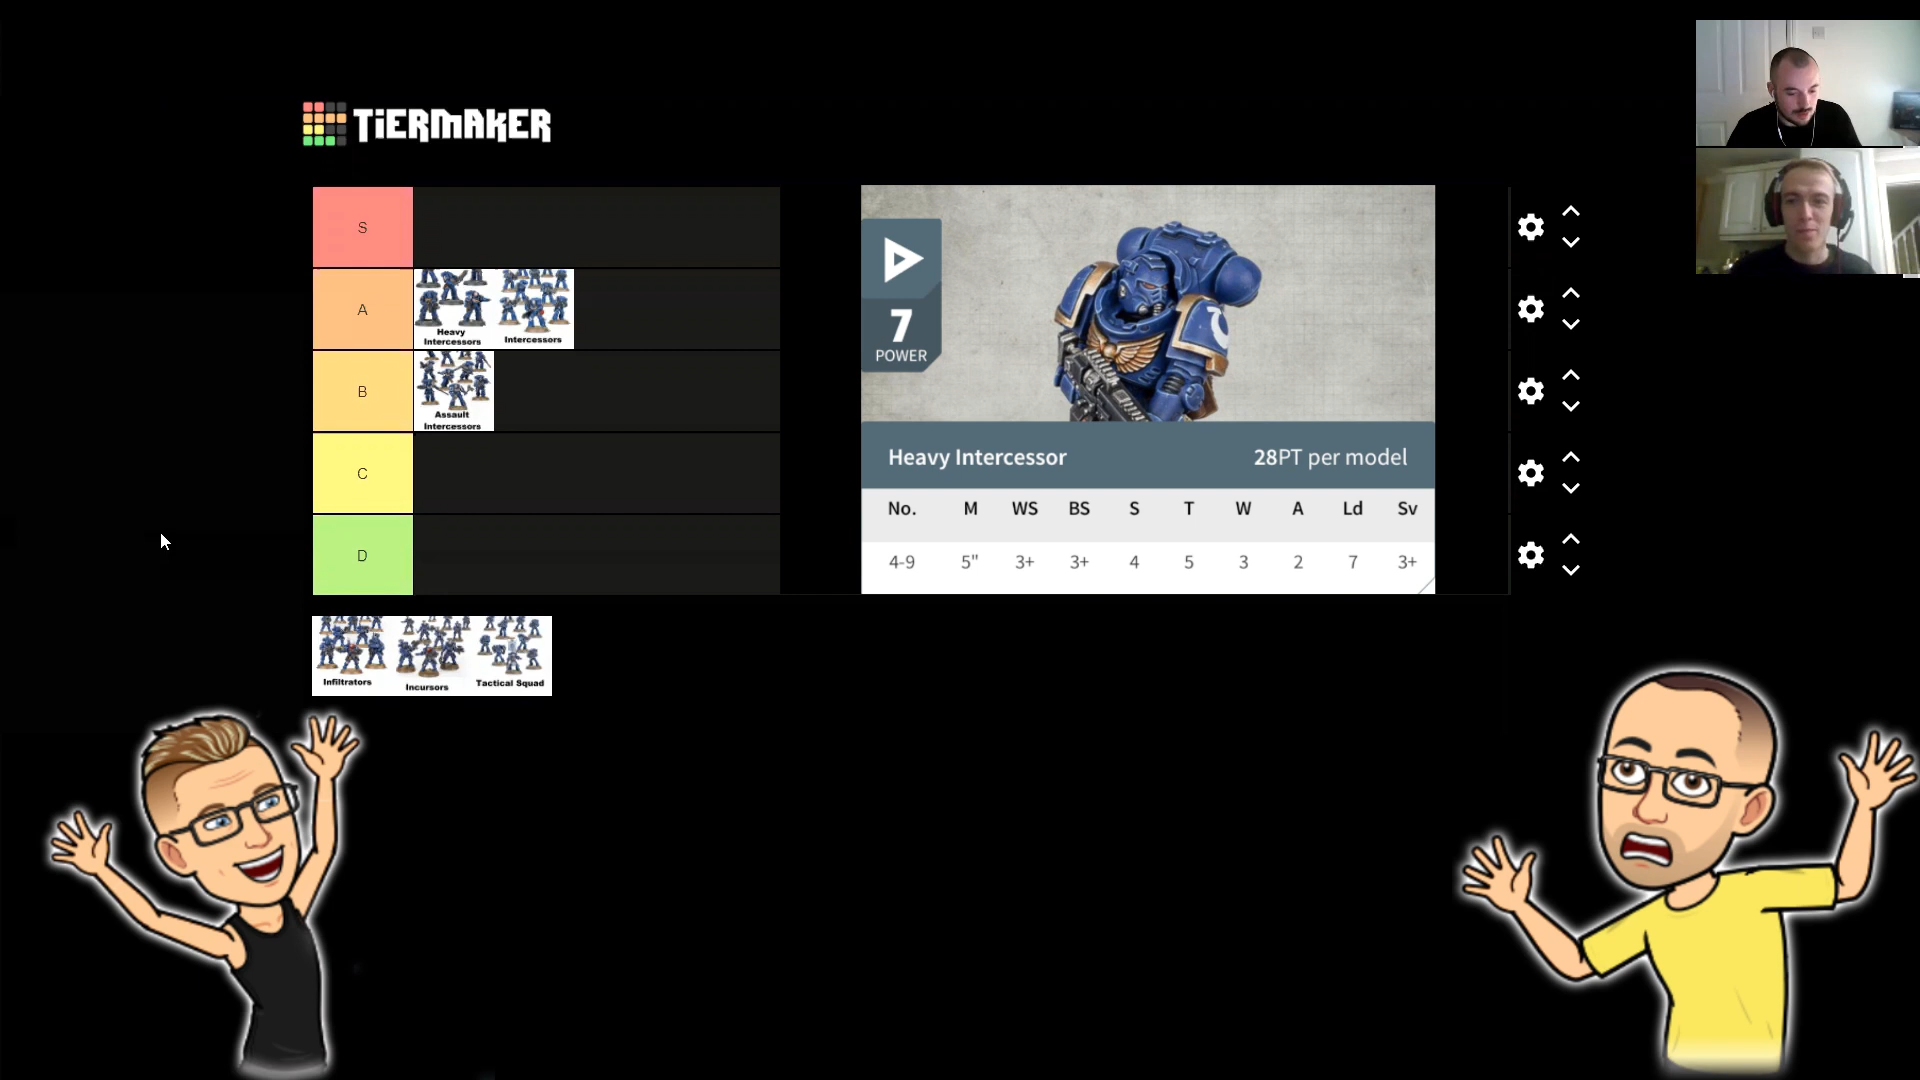 TiERMAKER
S
A
Heavy
Intercessors
Intercessors
B
Assault
Intercessors
C
D
7
POWER
Heavy Intercessor 28PT per model
No. M WS BS S T W A Ld Sv
4-9 5" 3+ 3+ 4 5 3 2 7 3+
Infiltrators Incursors Tactical Squad